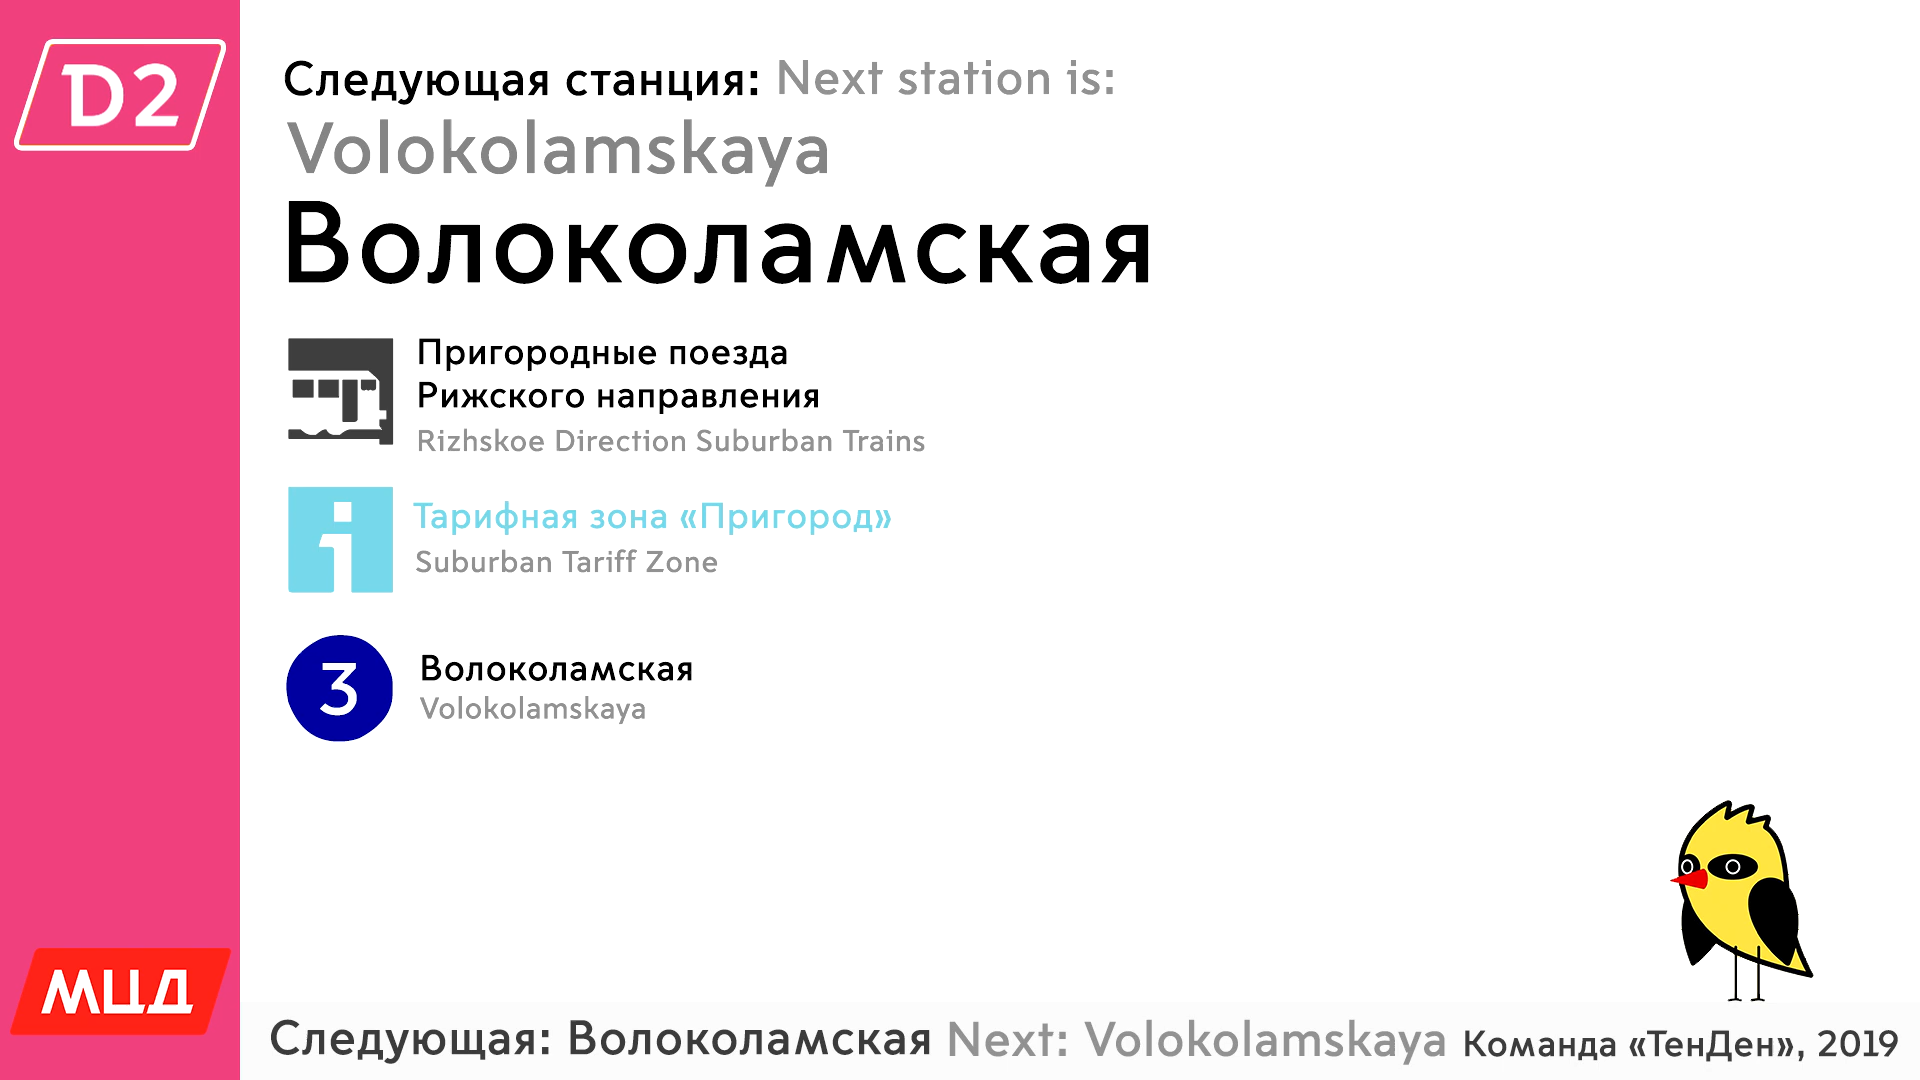 D2
Следующая станция: Next station is:
Volokolamskaya
Волоколамская
Пригородные поезда
Рижского направления
Rizhskoe Direction Suburban Trains
Тарифная зона «Пригород»
Suburban Tariff Zone
3
Волоколамская
Volokolamskaya
МЦД
Следующая: Волоколамская Next: Volokolamskaya Команда «ТенДен», 2019